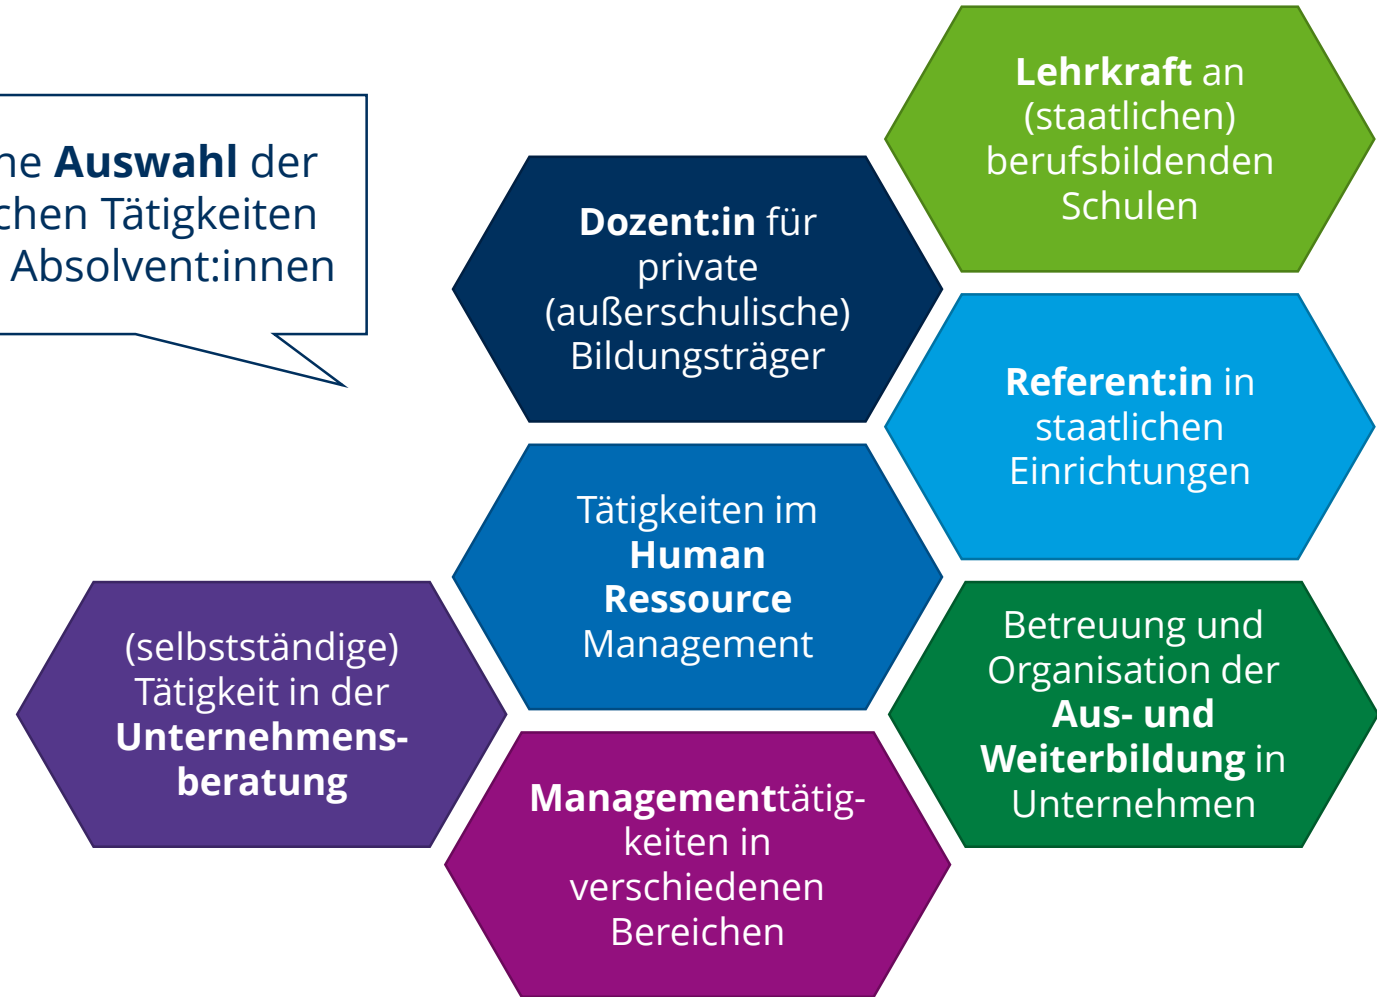 ne Auswahl der
chen Tätigkeiten
Absolvent:innen
Lehrkraft an
(staatlichen)
berufsbildenden
Schulen
Dozent:in für
private
(außerschulische)
Bildungsträger
Referent:in in
staatlichen
Einrichtungen
Tätigkeiten im
Human
Ressource
Management
(selbstständige)
Tätigkeit in der
Unternehmens-
beratung
Betreuung und
Organisation der
Aus- und
Weiterbildung in
Unternehmen
Managementtätig-
keiten in
verschiedenen
Bereichen